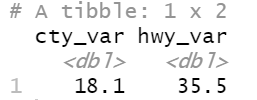 # A tibble: 1 x 2
cty_var hwy_var
<dbl> <dbl>
1 18.1 35.5